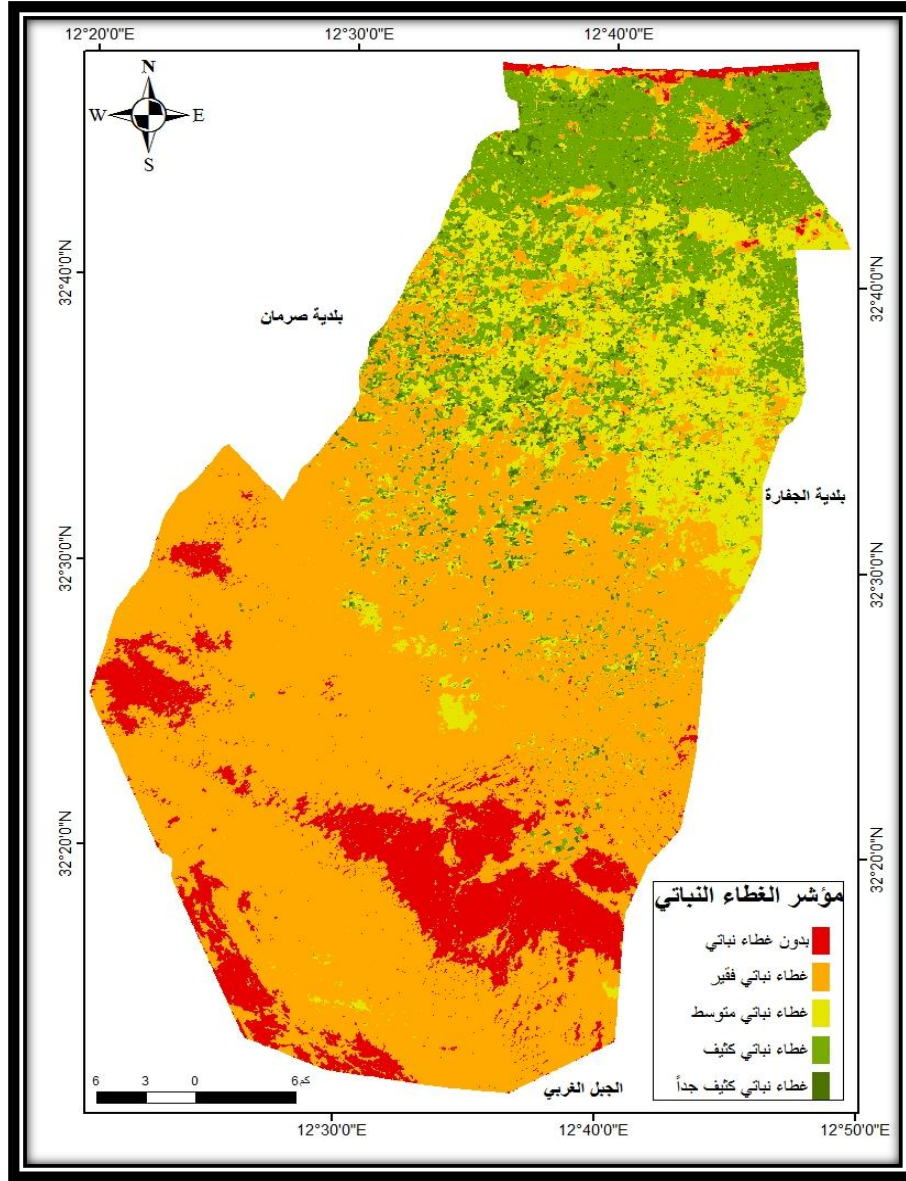 12°20'0"E 12°30'0"E 12°40'0"E
N
W E
S
32°40'0"N 32°40'0"N
بلدية صرمان
بلدية الجفارة
32°30'0"N 32°30'0"N
32°20'0"N 32°20'0"N
مؤشر الغطاء النباتي
بدون غطاء نباتي
غطاء نباتي فقير
غطاء نباتي متوسط
غطاء نباتي كثيف
غطاء نباتي كثيف جداً
6 3 0 6 كم
الجبل الغربي
12°30'0"E 12°40'0"E 12°50'0"E